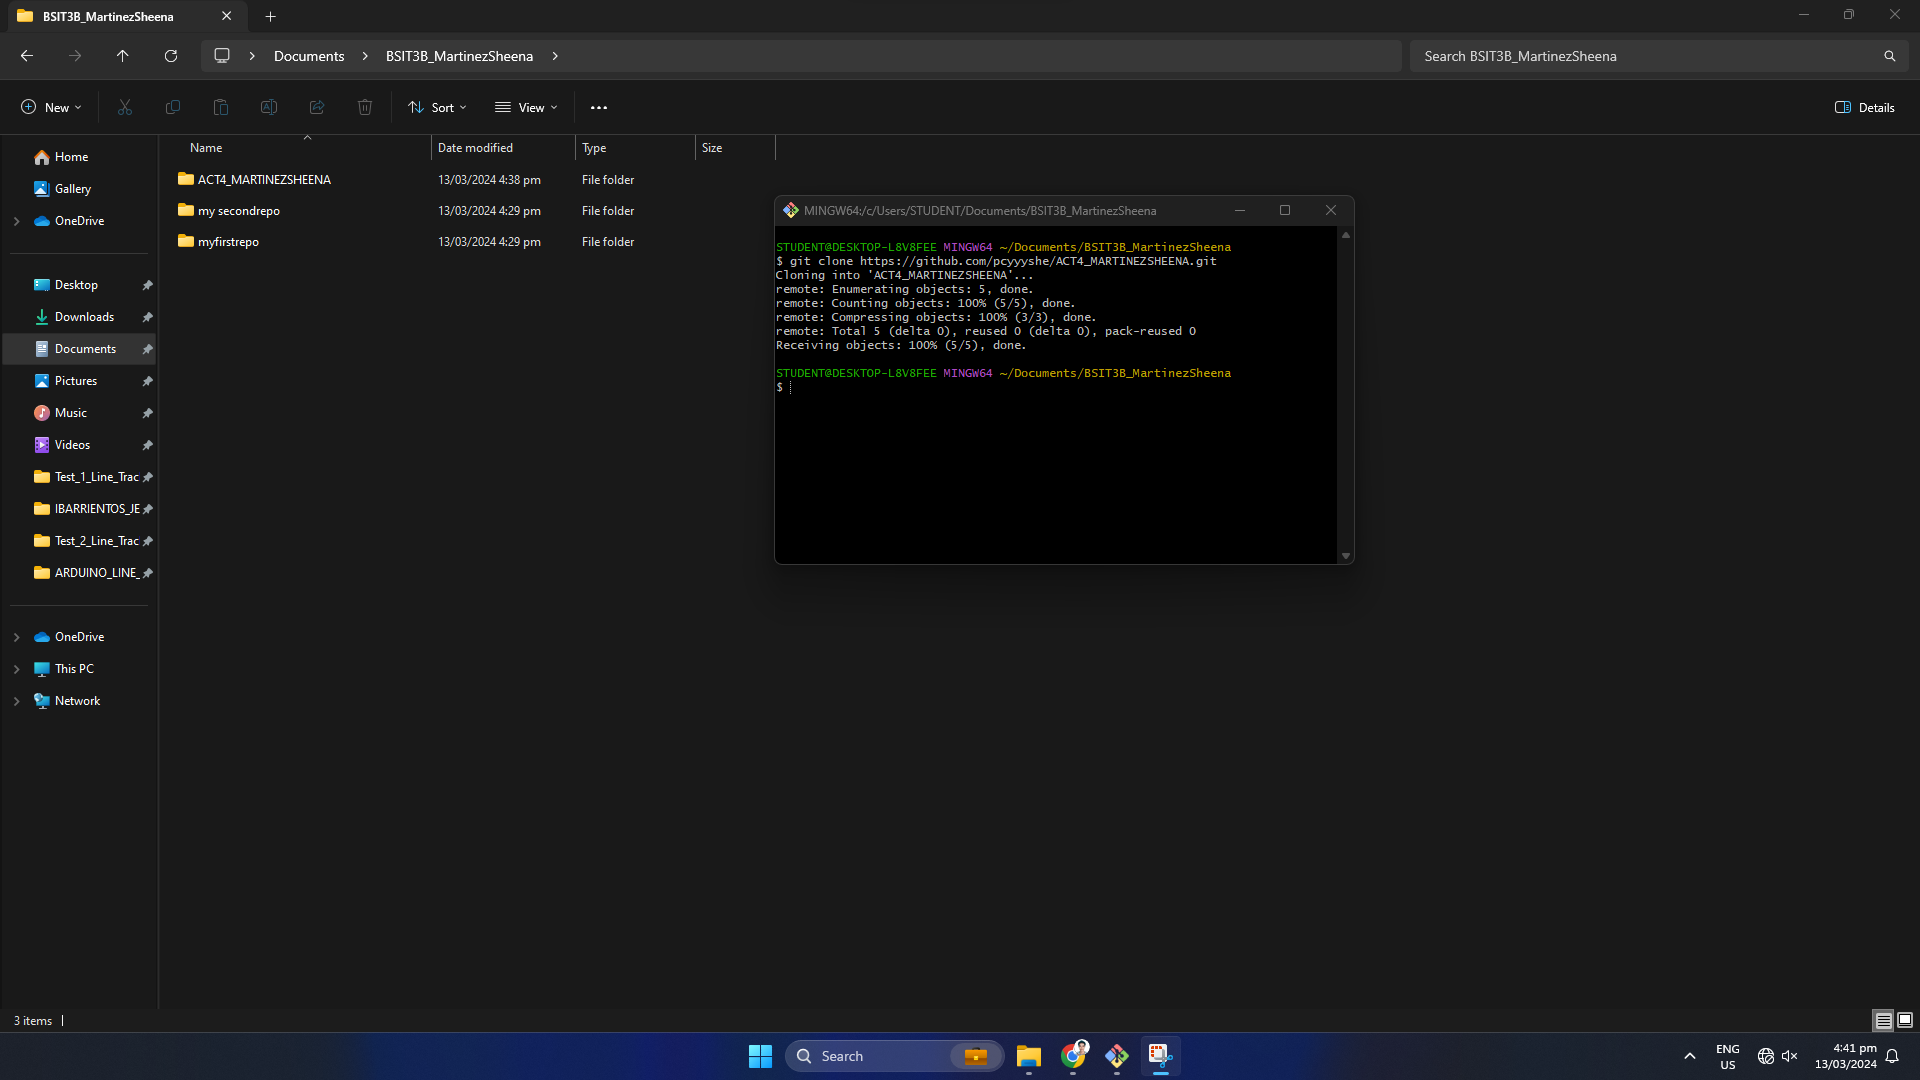 BSIT3B_MartinezSheena
Documents
BSIT3B_MartinezSheena
Search BSIT3B_MartinezSheena
New
Sort
View
Details
Name
Date modified
Type
Size
ACT4_MARTINEZSHEENA 13/03/2024 4:38 pm File folder
my secondrepo 13/03/2024 4:29 pm File folder
myfirstrepo 13/03/2024 4:29 pm File folder
Home
Gallery
OneDrive
Desktop
Downloads
Documents
Pictures
Music
Videos
Test_1_Line_Trac
IBARRIENTOS_JE
Test_2_Line_Trac
ARDUINO_LINE_
OneDrive
This PC
Network
MINGW64:/c/Users/STUDENT/Documents/BSIT3B_MartinezSheena
STUDENT@DESKTOP-L8V8FEE MINGW64 ~/Documents/BSIT3B_MartinezSheena
$ git clone https://github.com/pcyyyshe/ACT4_MARTINEZSHEENA.git
Cloning into 'ACT4_MARTINEZSHEENA'...
remote: Enumerating objects: 5, done.
remote: Counting objects: 100% (5/5), done.
remote: Compressing objects: 100% (3/3), done.
remote: Total 5 (delta 0), reused 0 (delta 0), pack-reused 0
Receiving objects: 100% (5/5), done.
STUDENT@DESKTOP-L8V8FEE MINGW64 ~/Documents/BSIT3B_MartinezSheena
$
3 items
Search
ENG
US
4:41 pm
13/03/2024